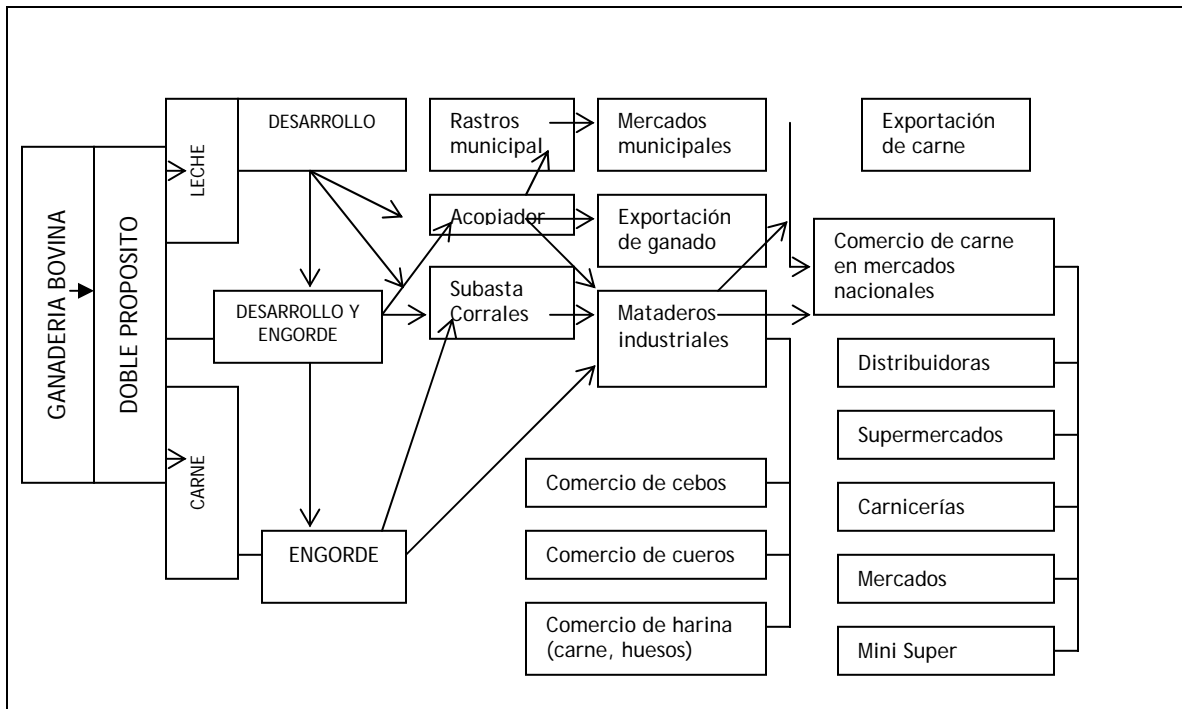 GANADERIA BOVINA
DOBLE PROPOSITO
LECHE
CARNE
DESARROLLO
DESARROLLO Y
ENGORDE
ENGORDE
Rastros
municipal
Acopiador
Subasta
Corrales
Mercados
municipales
Exportación
de ganado
Mataderos
industriales
Comercio de cebos
Comercio de cueros
Comercio de harina
(carne, huesos)
Exportación
de carne
Comercio de carne
en mercados
nacionales
Distribuidoras
Supermercados
Carnicerías
Mercados
Mini Super